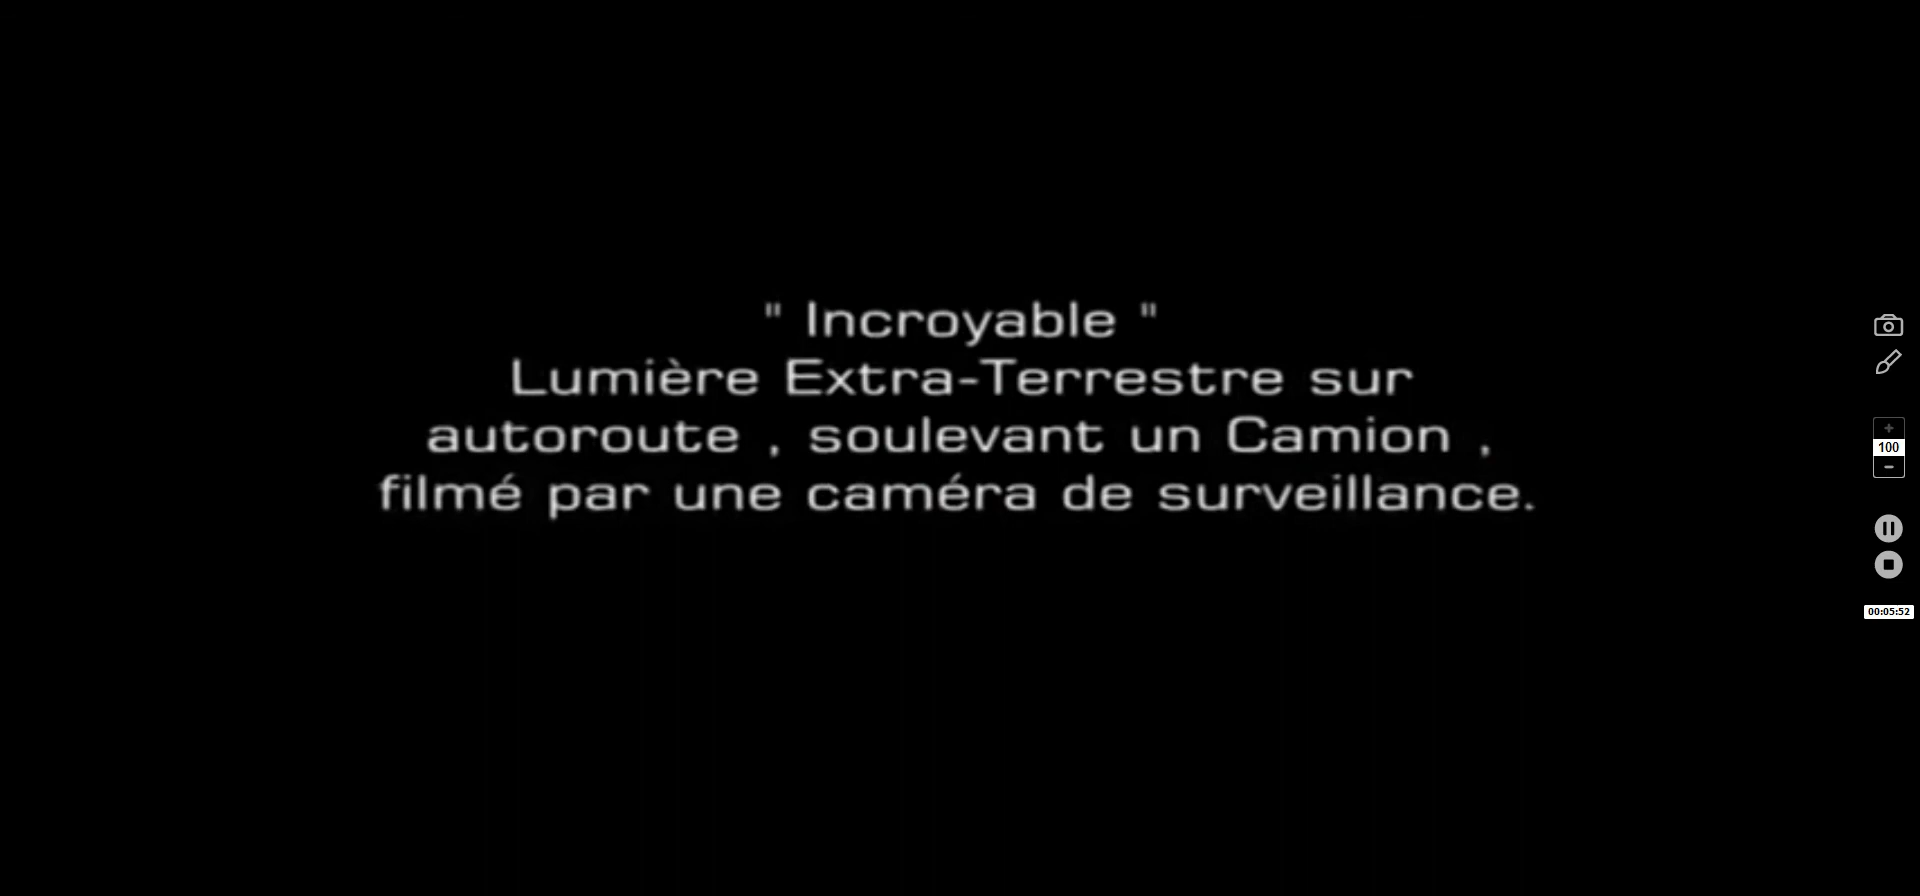 " Incroyable "
Lumière Extra-Terrestre sur
autoroute , soulevant un Camion ,
filmé par une caméra de surveillance.
100
00:05:52